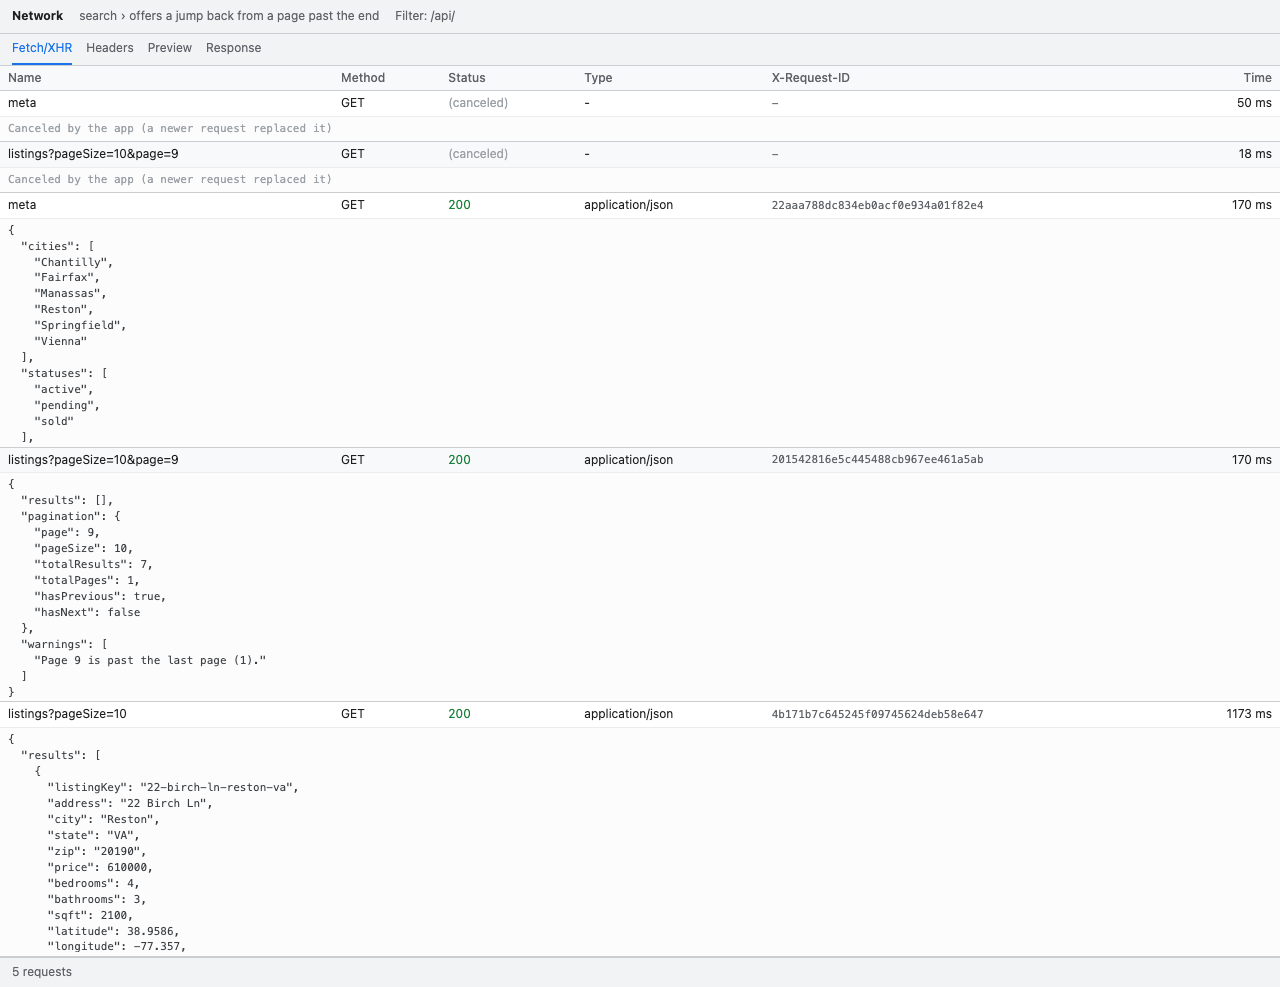 Network search › offers a jump back from a page past the end Filter: /api/
Fetch/XHR Headers Preview Response
Name Method Status Type X-Request-ID Time
meta GET (canceled) - – 50 ms
Canceled by the app (a newer request replaced it)
listings?pageSize=10&page=9 GET (canceled) - – 18 ms
Canceled by the app (a newer request replaced it)
meta GET 200 application/json 22aaa788dc834eb0acf0e934a01f82e4 170 ms
{
  "cities": [
    "Chantilly",
    "Fairfax",
    "Manassas",
    "Reston",
    "Springfield",
    "Vienna"
  ],
  "statuses": [
    "active",
    "pending",
    "sold"
  ],
listings?pageSize=10&page=9 GET 200 application/json 201542816e5c445488cb967ee461a5ab 170 ms
{
  "results": [],
  "pagination": {
    "page": 9,
    "pageSize": 10,
    "totalResults": 7,
    "totalPages": 1,
    "hasPrevious": true,
    "hasNext": false
  },
  "warnings": [
    "Page 9 is past the last page (1)."
  ]
}
listings?pageSize=10 GET 200 application/json 4b171b7c645245f09745624deb58e647 1173 ms
{
  "results": [
    {
      "listingKey": "22-birch-ln-reston-va",
      "address": "22 Birch Ln",
      "city": "Reston",
      "state": "VA",
      "zip": "20190",
      "price": 610000,
      "bedrooms": 4,
      "bathrooms": 3,
      "sqft": 2100,
      "latitude": 38.9586,
      "longitude": -77.357,
5 requests